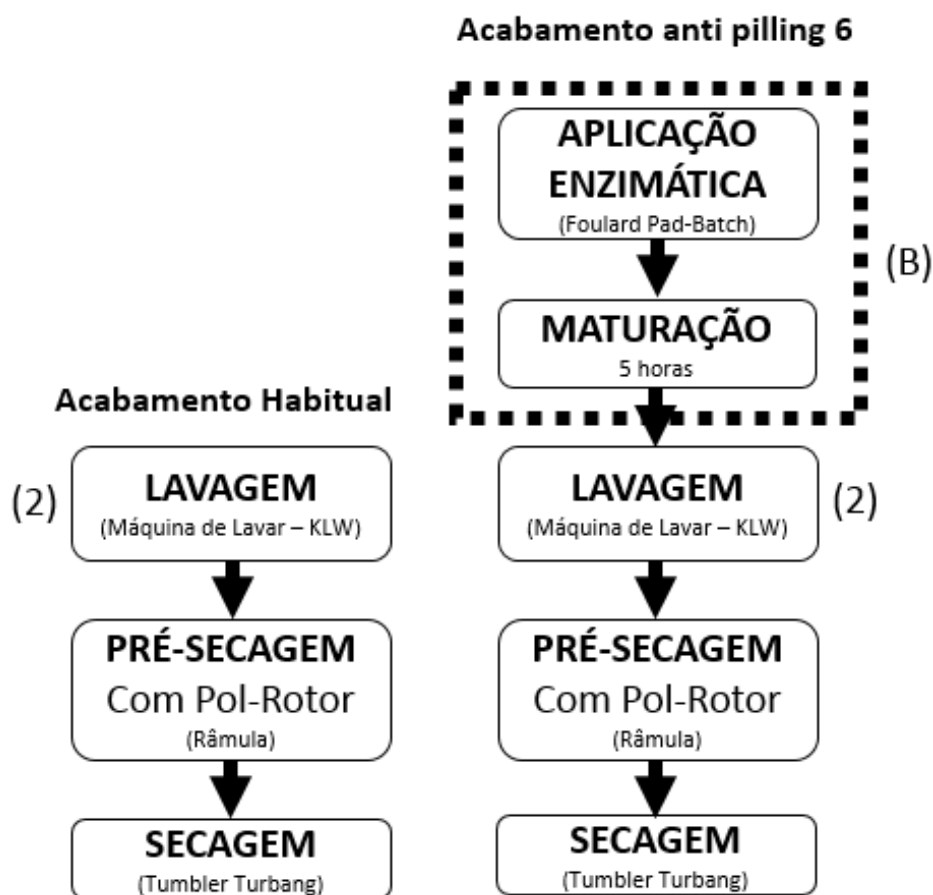 Acabamento anti pilling 6
APLICAÇÃO
ENZIMÁTICA
(Foulard Pad-Batch)
(B)
MATURAÇÃO
5 horas
Acabamento Habitual
(2)
LAVAGEM
(Máquina de Lavar – KLW)
PRÉ-SECAGEM
Com Pol-Rotor
(Râmula)
SECAGEM
(Tumbler Turbang)
LAVAGEM
(Máquina de Lavar – KLW)
(2)
PRÉ-SECAGEM
Com Pol-Rotor
(Râmula)
SECAGEM
(Tumbler Turbang)